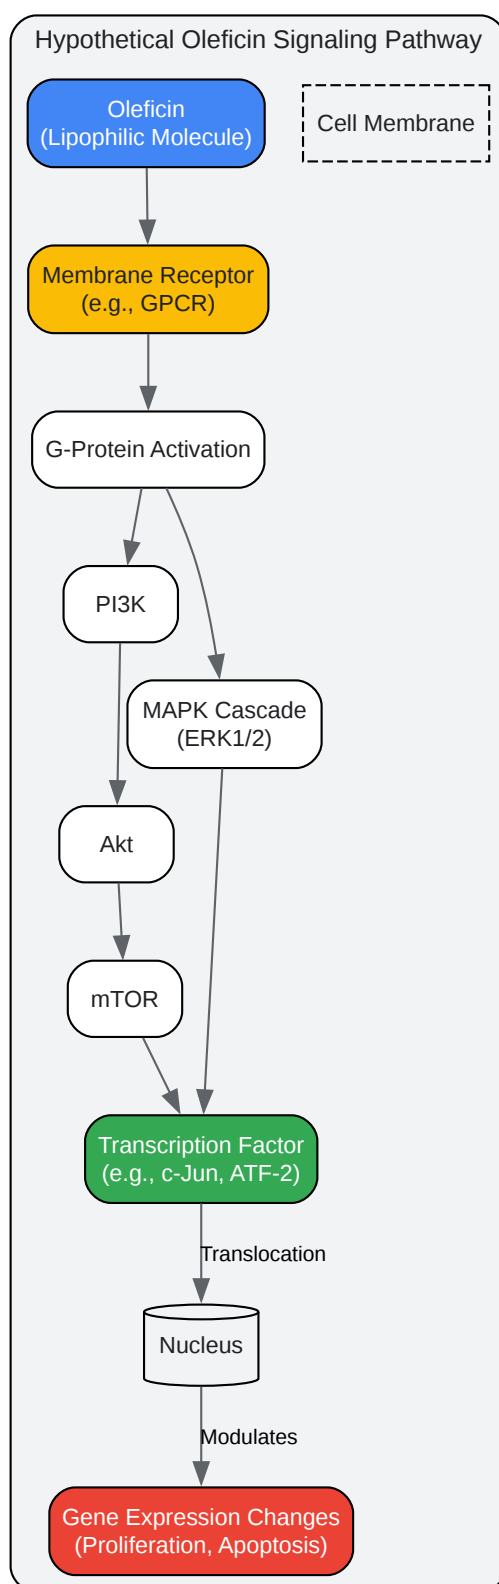 Hypothetical Oleficin Signaling Pathway
Oleficin
(Lipophilic Molecule)
Cell Membrane
Membrane Receptor
(e.g., GPCR)
G-Protein Activation
PI3K
MAPK Cascade
(ERK1/2)
Akt
mTOR
Transcription Factor
(e.g., c-Jun, ATF-2)
Translocation
Nucleus
Modulates
Gene Expression Changes
(Proliferation, Apoptosis)